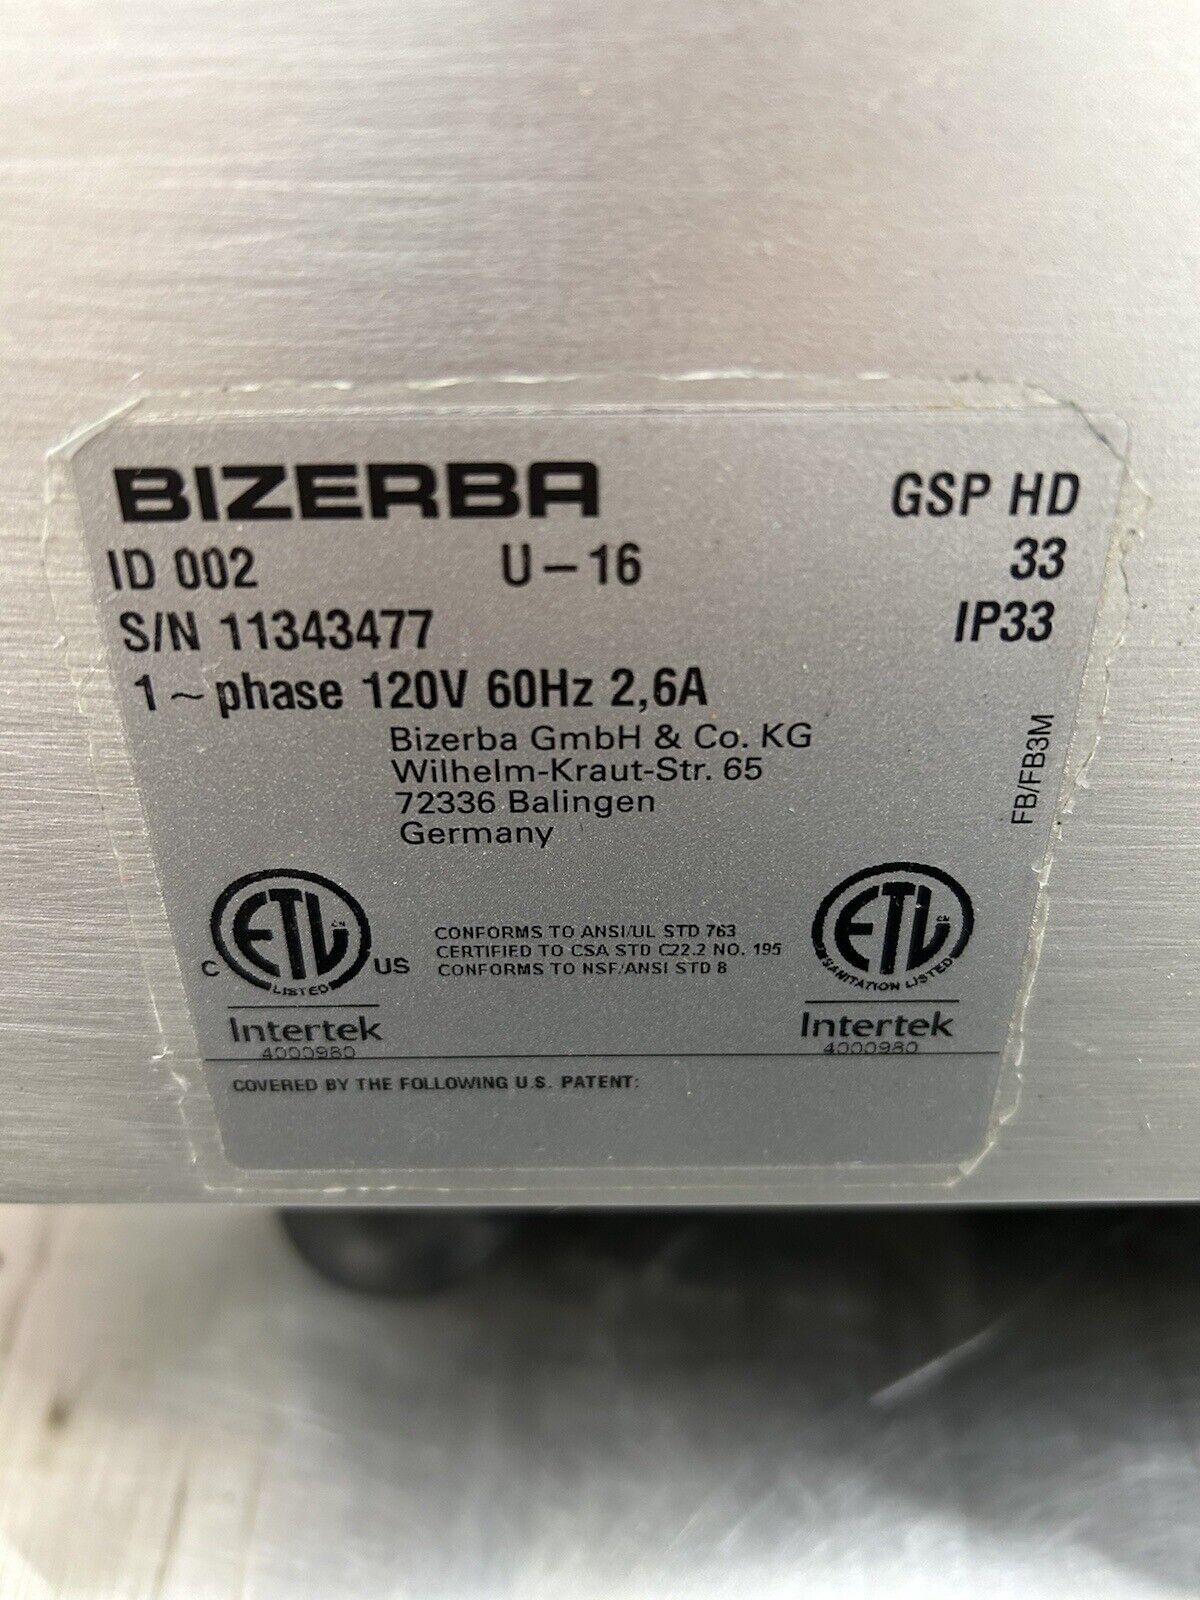 BIZERBA GSP HD
ID 002 U-16 33
S/N 11343477 IP33
1 ~ phase 120V 60Hz 2,6A
Bizerba GmbH & Co. KG
Wilhelm-Kraut-Str. 65
72336 Balingen
Germany
FB/FB3M
ETL CM
C LISTED US
Intertek
4000980
CONFORMS TO ANSI/UL STD 763
CERTIFIED TO CSA STD C22.2 NO. 195
CONFORMS TO NSF/ANSI STD 8
ETL CM
SANITATION LISTED
Intertek
4000980
COVERED BY THE FOLLOWING U.S. PATENT: